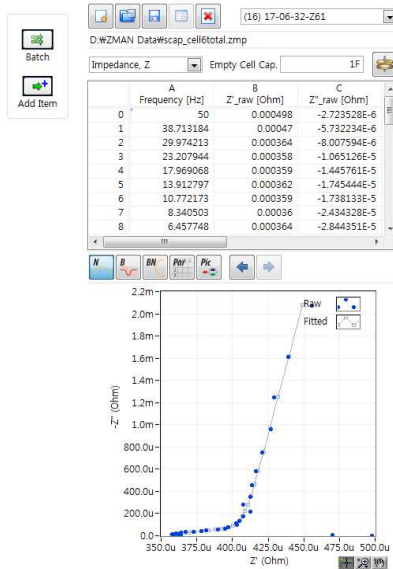 (16) 17-06-32-Z61
Batch
Add Item
D:₩ZMAN Data₩scap_cell6total.zmp
Impedance, Z
Empty Cell Cap.
1F
A B C
Frequency [Hz] Z'_raw [Ohm] Z''_raw [Ohm]
0 50 0.000498 -2.723528E-6
1 38.713184 0.00047 -5.732234E-6
2 29.974213 0.000364 -8.007594E-6
3 23.207944 0.000358 -1.065126E-5
4 17.969068 0.000359 -1.445761E-5
5 13.912797 0.000362 -1.745444E-5
6 10.772173 0.000359 -1.738133E-5
7 8.340503 0.00036 -2.434328E-5
8 6.457748 0.000364 -2.844351E-5
N B BN Par Pic
2.2m
2.0m
1.8m
1.6m
1.4m
1.2m
1.0m
800.0u
600.0u
400.0u
200.0u
0.0
-Z'' (Ohm)
Raw
Fitted
350.0u 375.0u 400.0u 425.0u 450.0u 475.0u 500.0u
Z' (Ohm)